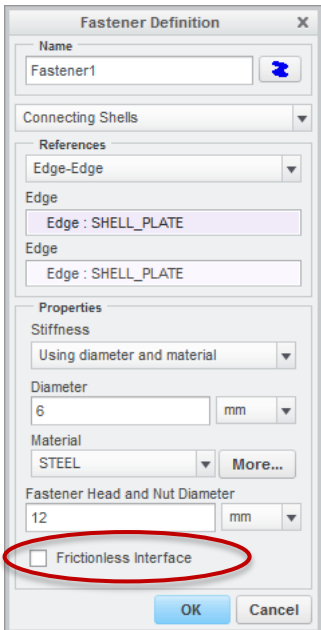 Fastener Definition
Name
Fastener1
Connecting Shells
References
Edge-Edge
Edge
Edge : SHELL_PLATE
Edge
Edge : SHELL_PLATE
Properties
Stiffness
Using diameter and material
Diameter
6 mm
Material
STEEL More...
Fastener Head and Nut Diameter
12 mm
Frictionless Interface
OK Cancel